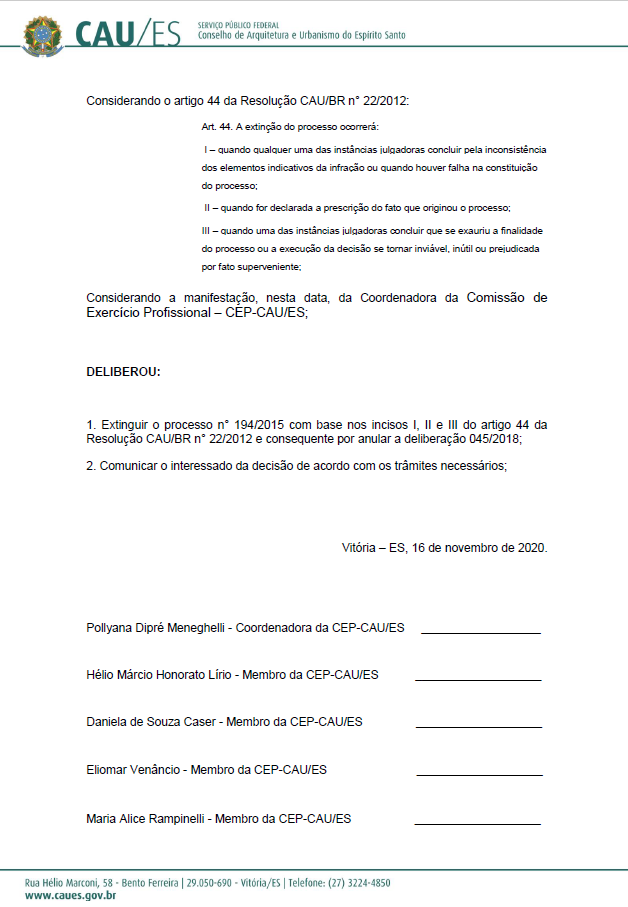 CAU/ES
SERVIÇO PÚBLICO FEDERAL
Conselho de Arquitetura e Urbanismo do Espírito Santo
Considerando o artigo 44 da Resolução CAU/BR n° 22/2012:
Art. 44. A extinção do processo ocorrerá:
I – quando qualquer uma das instâncias julgadoras concluir pela inconsistência
dos elementos indicativos da infração ou quando houver falha na constituição
do processo;
II – quando for declarada a prescrição do fato que originou o processo;
III – quando uma das instâncias julgadoras concluir que se exauriu a finalidade
do processo ou a execução da decisão se tornar inviável, inútil ou prejudicada
por fato superveniente;
Considerando a manifestação, nesta data, da Coordenadora da Comissão de
Exercício Profissional – CEP-CAU/ES;
DELIBEROU:
1. Extinguir o processo n° 194/2015 com base nos incisos I, II e III do artigo 44 da
Resolução CAU/BR n° 22/2012 e consequente por anular a deliberação 045/2018;
2. Comunicar o interessado da decisão de acordo com os trâmites necessários;
Vitória – ES, 16 de novembro de 2020.
Pollyana Dipré Meneghelli - Coordenadora da CEP-CAU/ES
Hélio Márcio Honorato Lírio - Membro da CEP-CAU/ES
Daniela de Souza Caser - Membro da CEP-CAU/ES
Eliomar Venâncio - Membro da CEP-CAU/ES
Maria Alice Rampinelli - Membro da CEP-CAU/ES
Rua Hélio Marconi, 58 - Bento Ferreira | 29.050-690 - Vitória/ES | Telefone: (27) 3224-4850
www.caues.gov.br